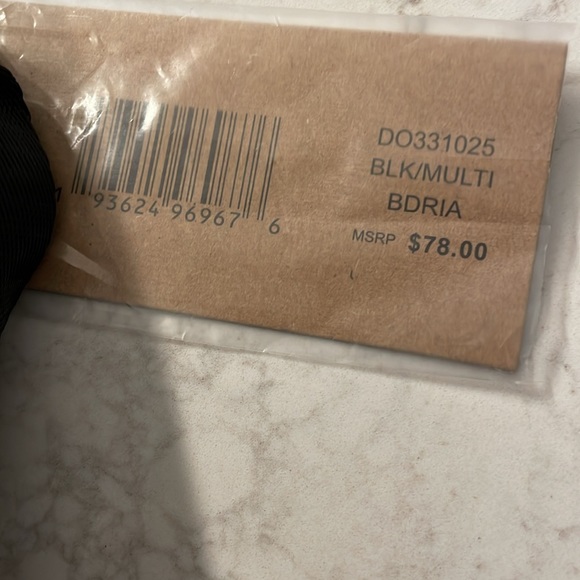 93624 96967 6
DO331025
BLK/MULTI
BDRIA
MSRP $78.00